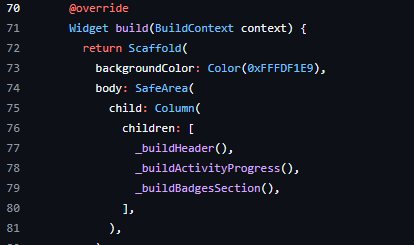 70 @override
71 Widget build(BuildContext context) {
72 return Scaffold(
73 backgroundColor: Color(0xFFFDF1E9),
74 body: SafeArea(
75 child: Column(
76 children: [
77 _buildHeader(),
78 _buildActivityProgress(),
79 _buildBadgesSection(),
80 ],
81 ),